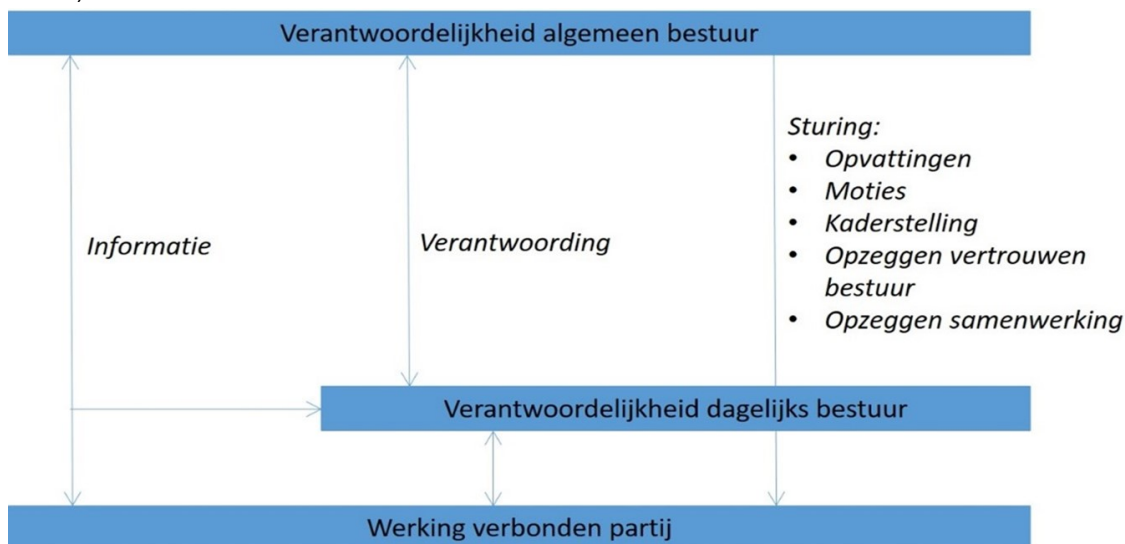 Verantwoordelijkheid algemeen bestuur
Sturing:
• Opvattingen
• Moties
• Kaderstelling
• Opzeggen vertrouwen
bestuur
• Opzeggen samenwerking
Informatie
Verantwoording
Verantwoordelijkheid dagelijks bestuur
Werking verbonden partij